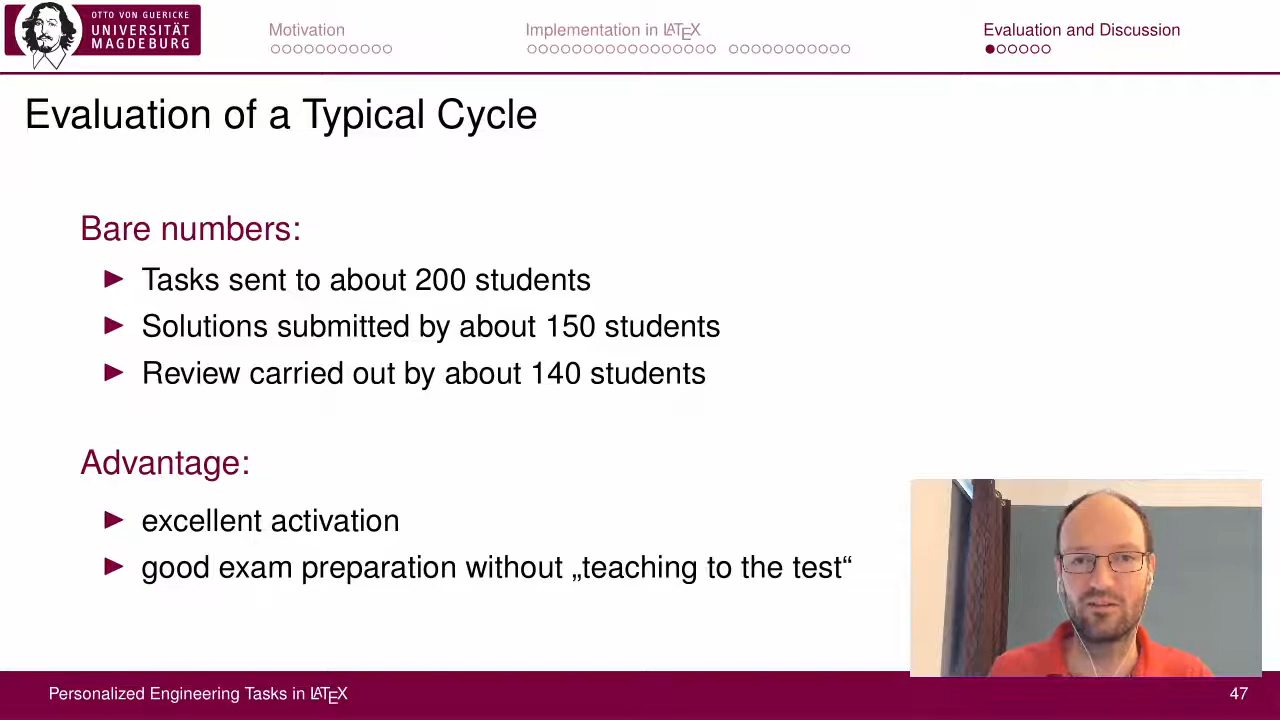 OTTO VON GUERICKE
UNIVERSITÄT
MAGDEBURG
Motivation
Implementation in LATEX
Evaluation and Discussion
Evaluation of a Typical Cycle
Bare numbers:
Tasks sent to about 200 students
Solutions submitted by about 150 students
Review carried out by about 140 students
Advantage:
excellent activation
good exam preparation without „teaching to the test“
Personalized Engineering Tasks in LATEX
47